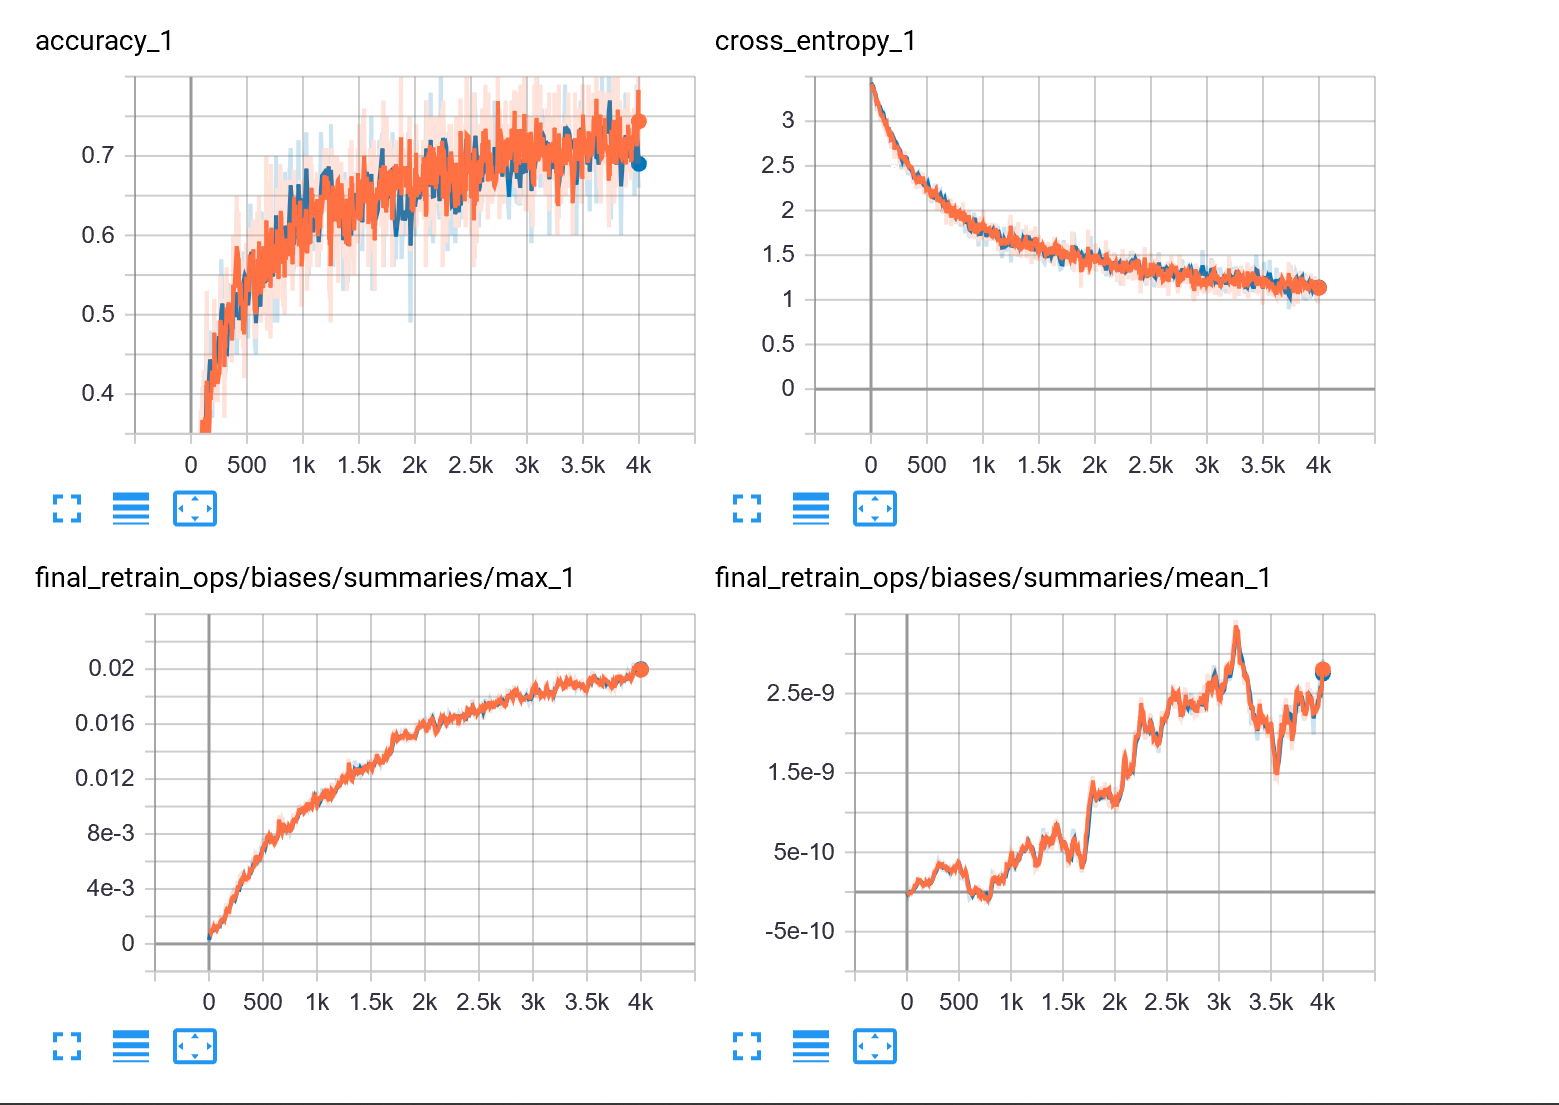 accuracy_1
0.7
0.6
0.5
0.4
0 500 1k 1.5k 2k 2.5k 3k 3.5k 4k
cross_entropy_1
3
2.5
2
1.5
1
0.5
0
0 500 1k 1.5k 2k 2.5k 3k 3.5k 4k
final_retrain_ops/biases/summaries/max_1
0.02
0.016
0.012
8e-3
4e-3
0
0 500 1k 1.5k 2k 2.5k 3k 3.5k 4k
final_retrain_ops/biases/summaries/mean_1
2.5e-9
1.5e-9
5e-10
-5e-10
0 500 1k 1.5k 2k 2.5k 3k 3.5k 4k